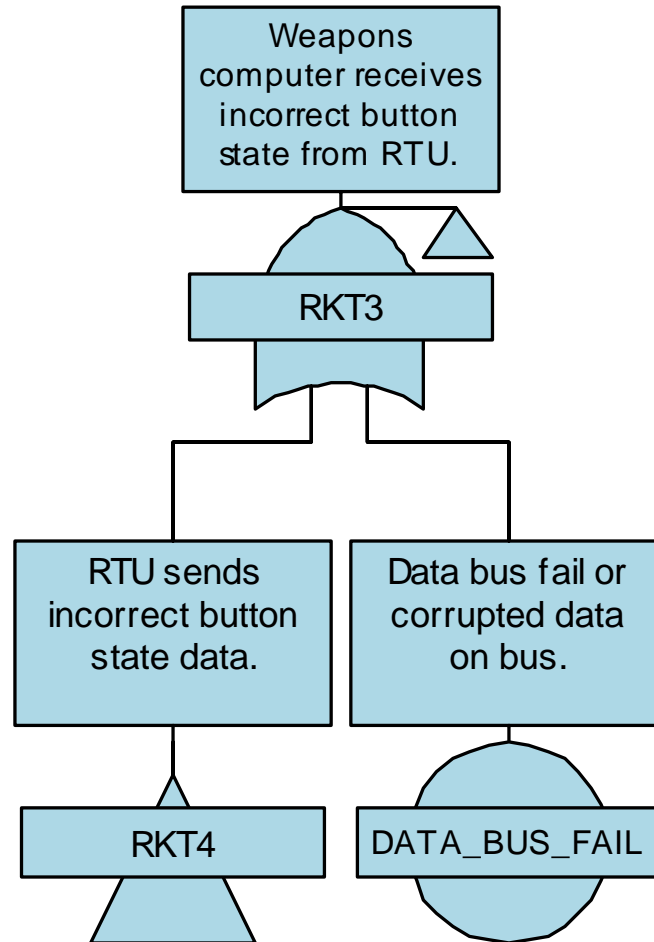 Weapons
computer receives
incorrect button
state from RTU.
RKT3
RTU sends
incorrect button
state data.
Data bus fail or
corrupted data
on bus.
RKT4
DATA_BUS_FAIL